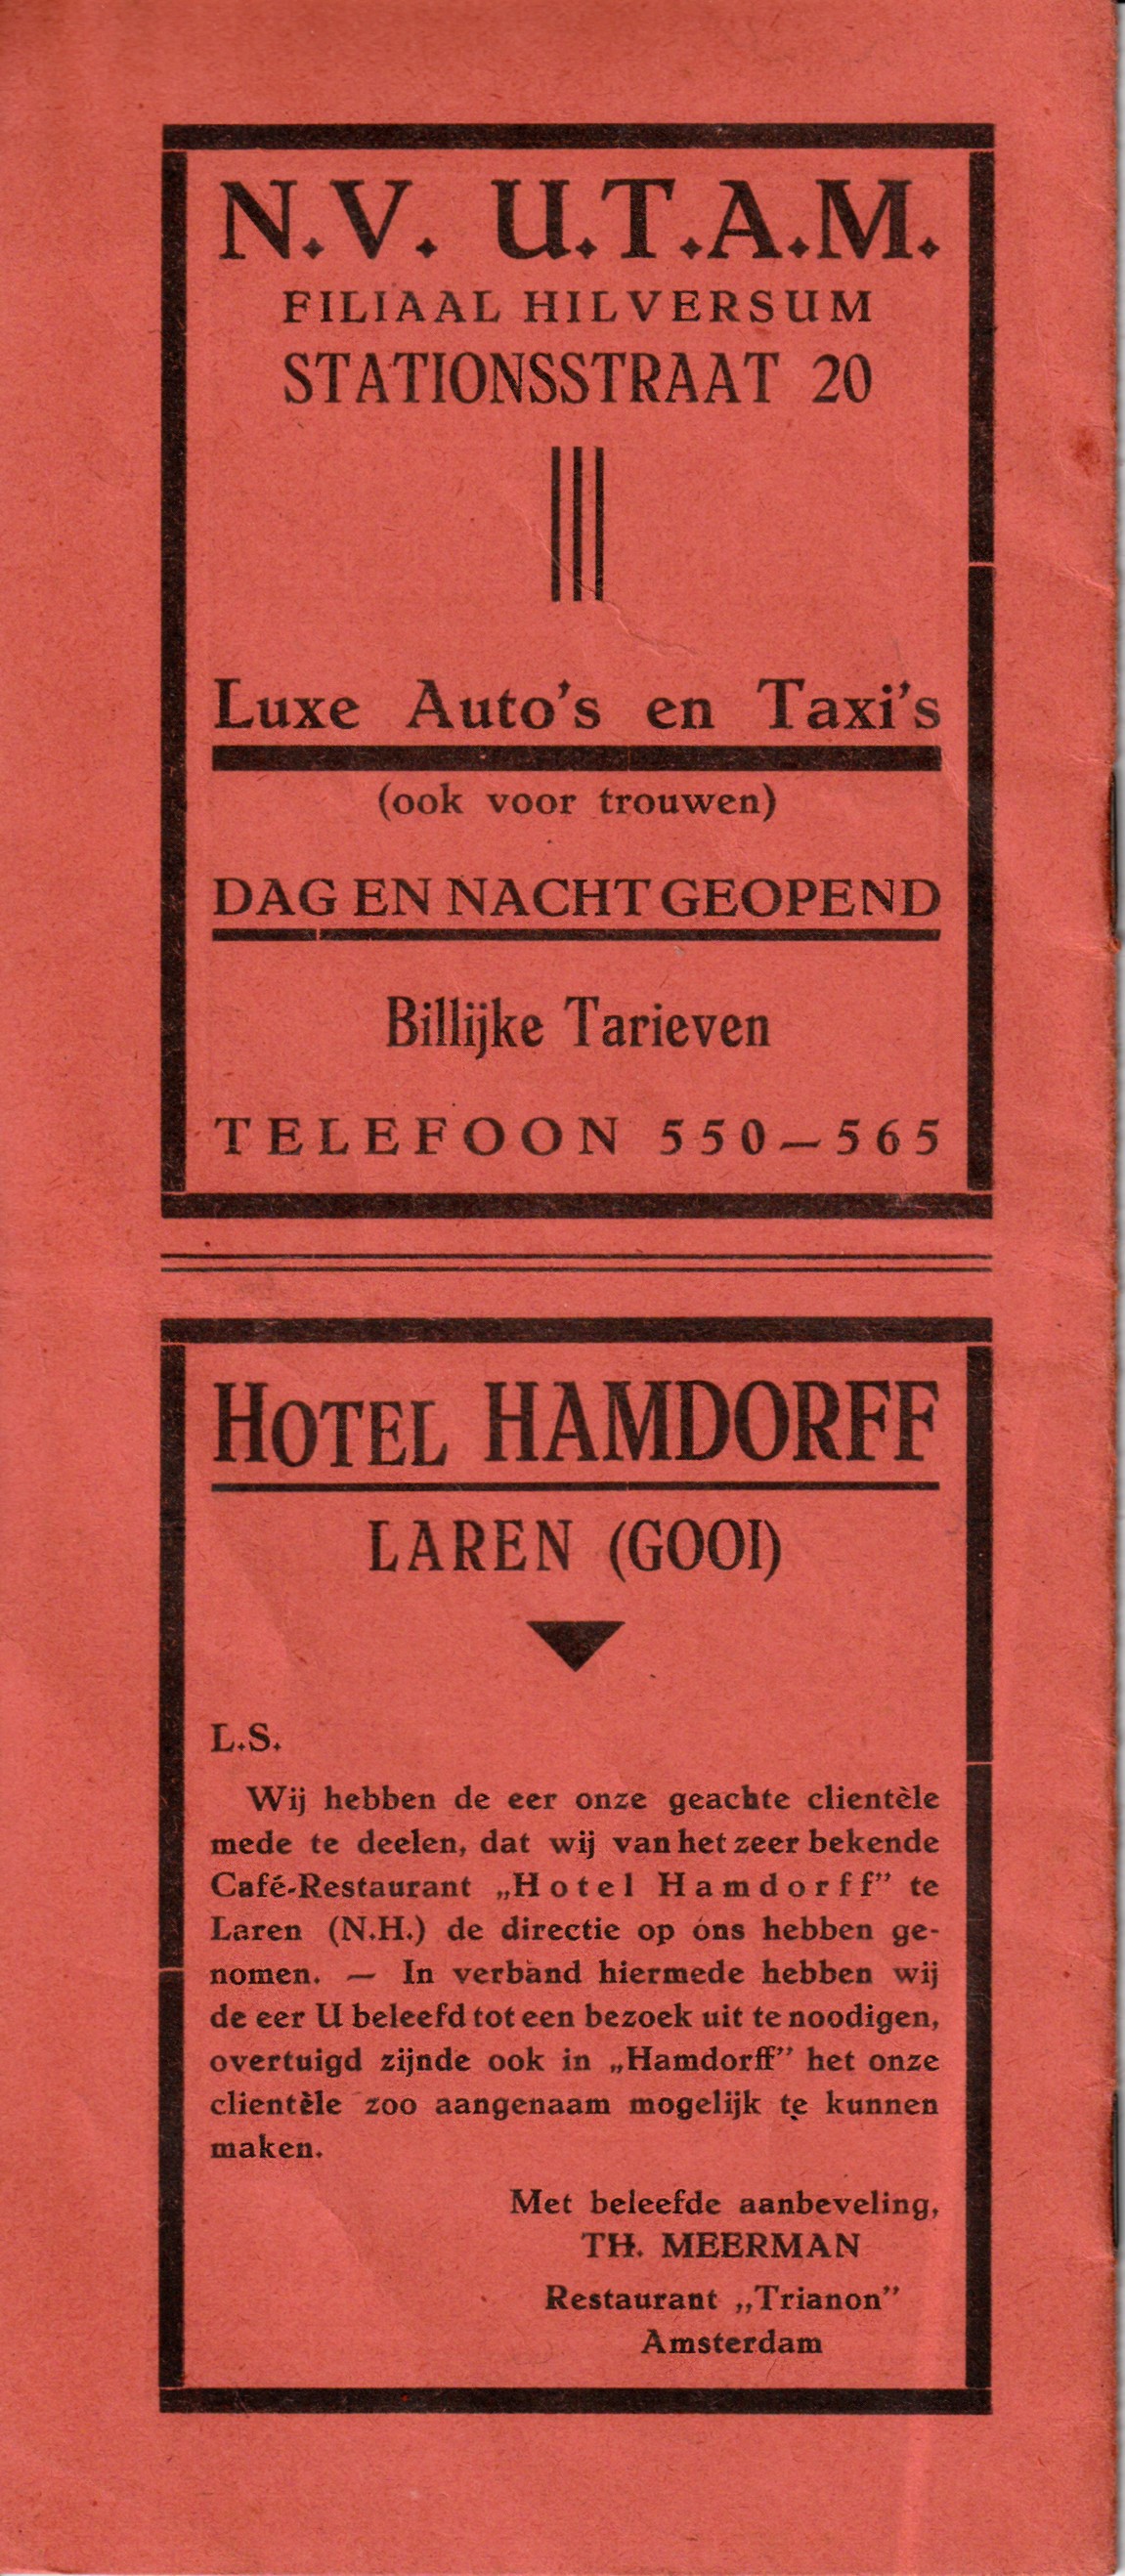 N.V. U.T.A.M.
FILIAAL HILVERSUM
STATIONSSTRAAT 20
Luxe Auto's en Taxi's
(ook voor trouwen)
DAG EN NACHT GEOPEND
Billijke Tarieven
TELEFOON 550—565
HOTEL HAMDORFF
LAREN (GOOI)
L.S.
Wij hebben de eer onze geachte clientèle
mede te deelen, dat wij van het zeer bekende
Café-Restaurant „Hotel Hamdorff” te
Laren (N.H.) de directie op óns hebben ge-
nomen. — In verband hiermede hebben wij
de eer U beleefd tot een bezoek uit te noodigen,
overtuigd zijnde ook in „Hamdorff” het onze
clientèle zoo aangenaam mogelijk te kunnen
maken.
Met beleefde aanbeveling,
TH. MEERMAN
Restaurant „Trianon”
Amsterdam